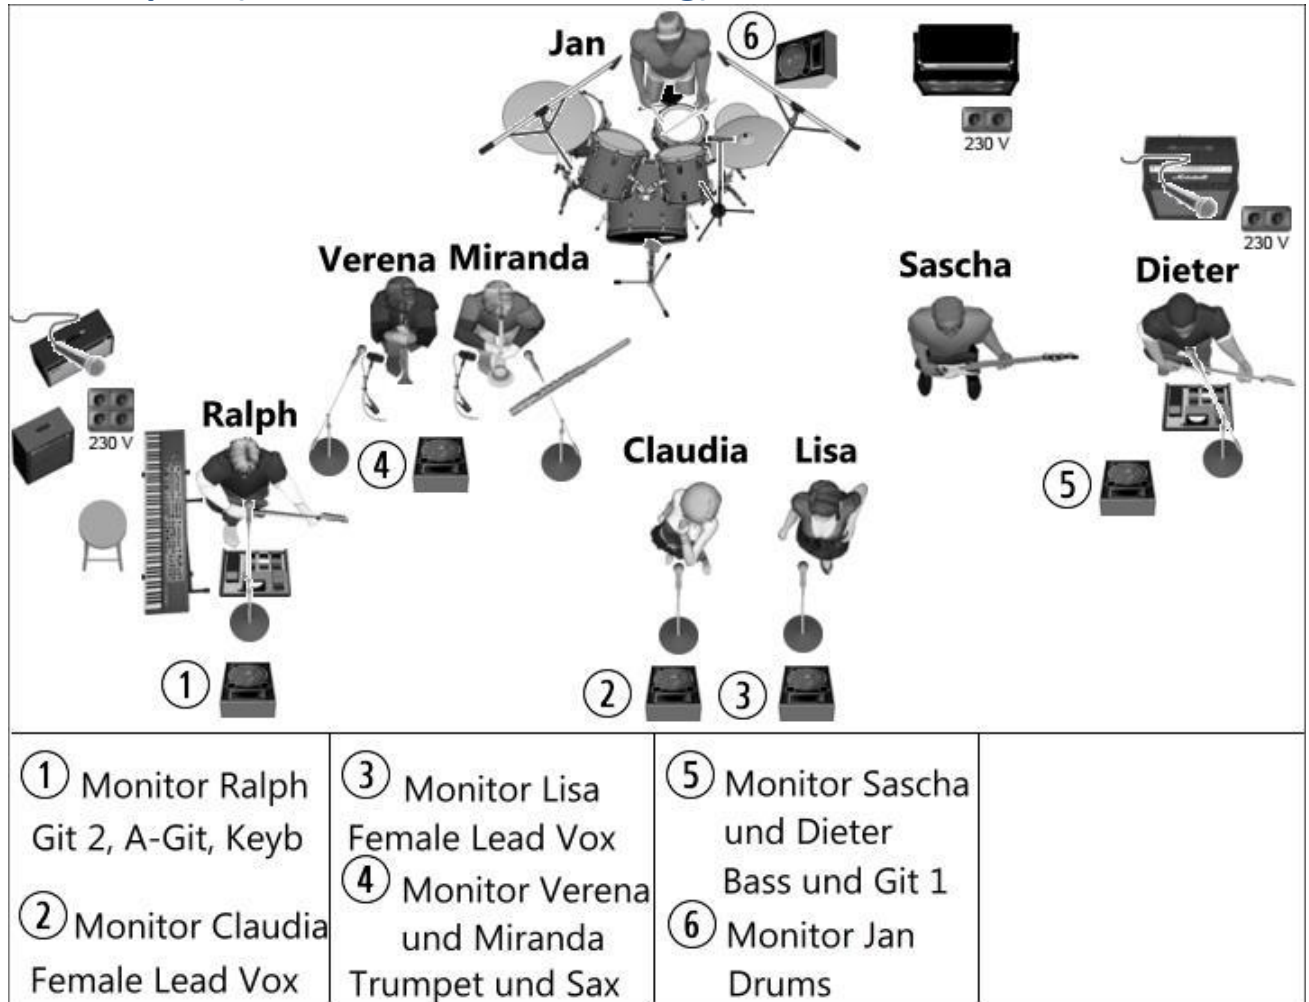 Jan
6
230 V
230 V
Verena Miranda
Sascha
Dieter
230 V
Ralph
4
Claudia
Lisa
5
1
2
3
1 Monitor Ralph
Git 2, A-Git, Keyb
2 Monitor Claudia
Female Lead Vox
3 Monitor Lisa
Female Lead Vox
4 Monitor Verena
und Miranda
Trumpet und Sax
5 Monitor Sascha
und Dieter
Bass und Git 1
6 Monitor Jan
Drums